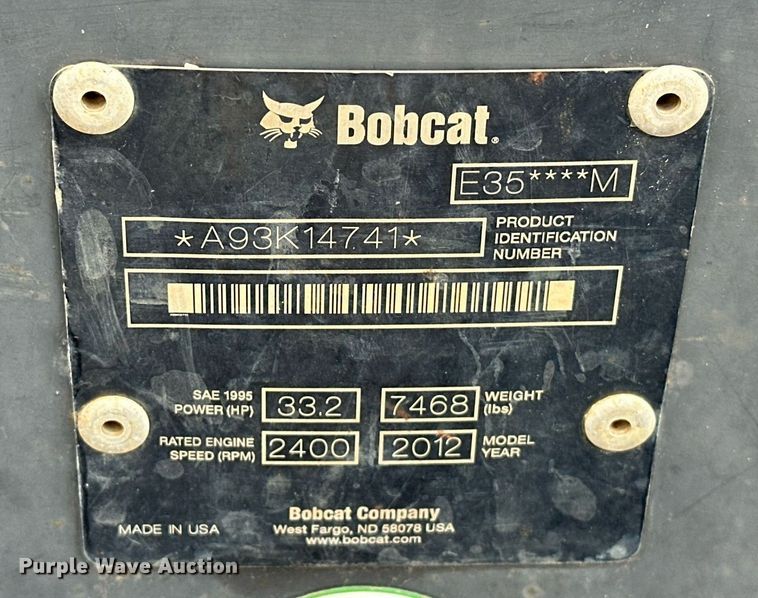 Bobcat®
E35****M
*A93K14741*
PRODUCT
IDENTIFICATION
NUMBER
SAE 1995
POWER (HP)
33.2
7468
WEIGHT
(lbs)
RATED ENGINE
SPEED (RPM)
2400
2012
MODEL
YEAR
Bobcat Company
MADE IN USA
West Fargo, ND 58078 USA
www.bobcat.com
Purple Wave Auction